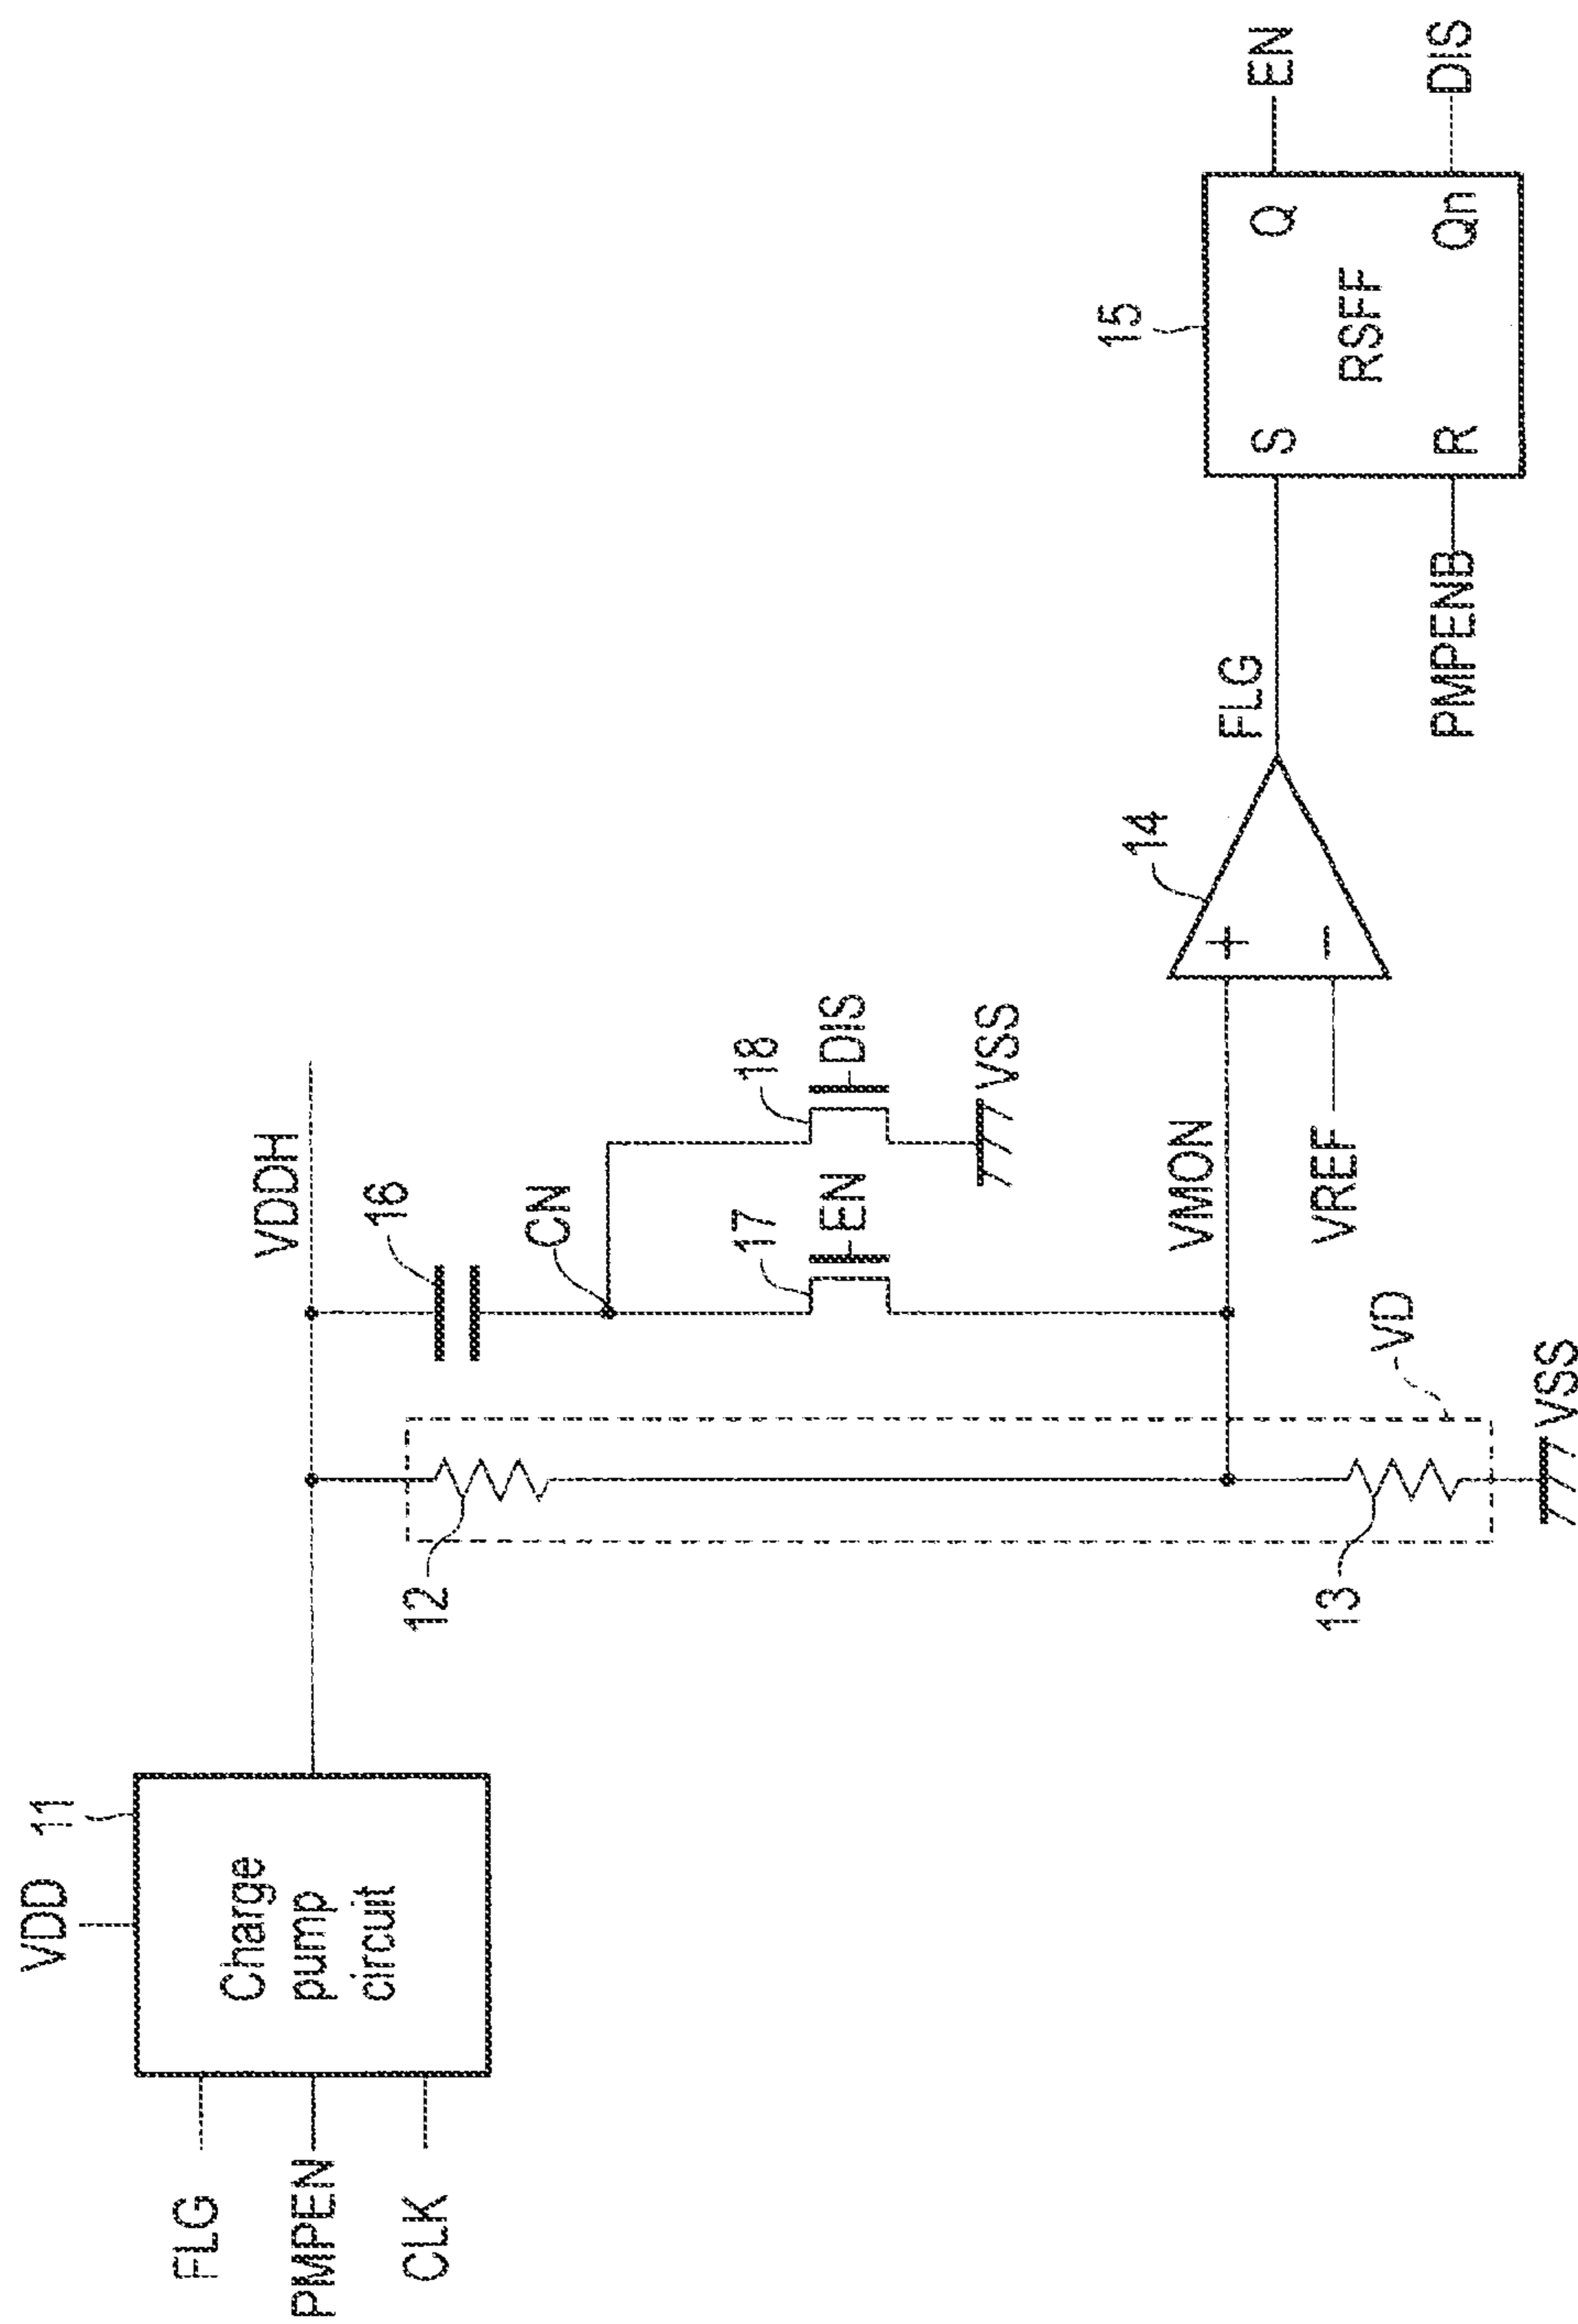 VDD
11
Charge
pump
circuit
FLG
PMPEN
CLK
VDDH
12
16
CN
17
EN
18
DIS
VSS
VMON
VREF
VD
13
VSS
14
+
−
FLG
PMPENB
15
S
Q
RSFF
R
Qn
EN
DIS